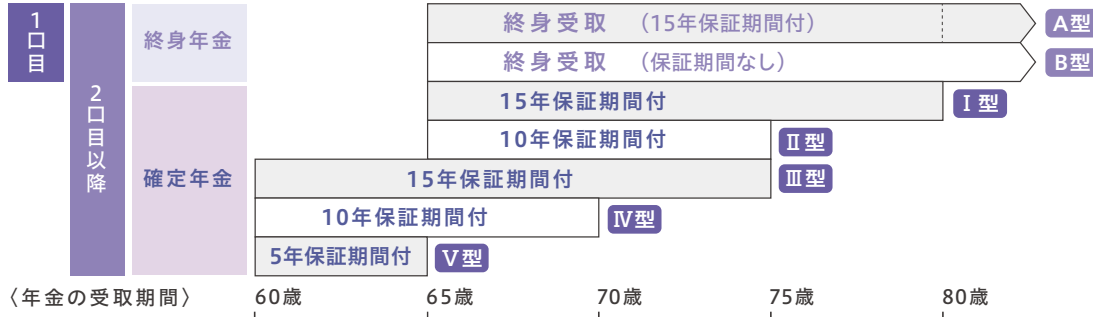 1口目
2口目以降
終身年金
終身受取 （15年保証期間付）
A型
終身受取 （保証期間なし）
B型
確定年金
15年保証期間付
Ⅰ型
10年保証期間付
Ⅱ型
15年保証期間付
Ⅲ型
10年保証期間付
Ⅳ型
5年保証期間付
Ⅴ型
〈年金の受取期間〉 60歳 65歳 70歳 75歳 80歳